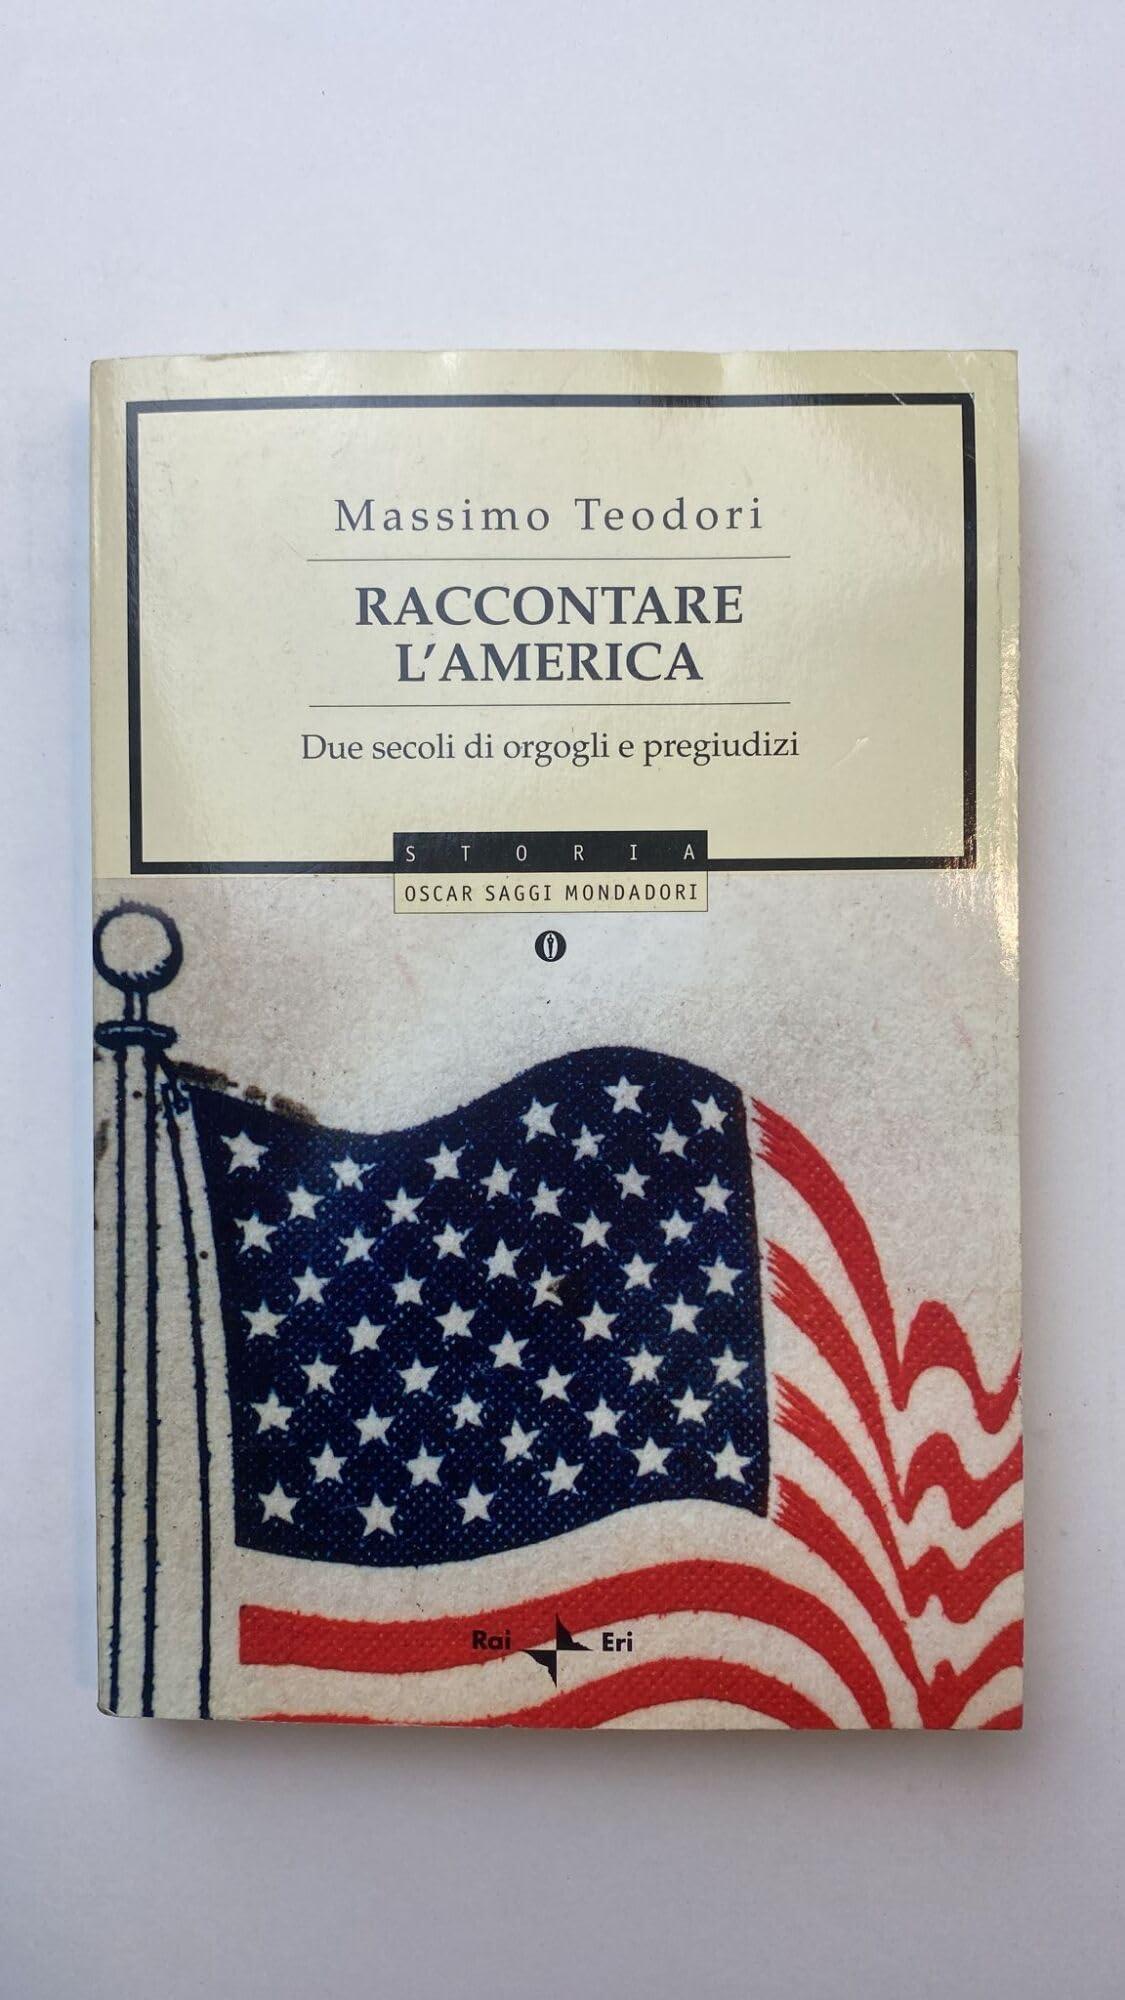 Massimo Teodori
RACCONTARE
L'AMERICA
Due secoli di orgogli e pregiudizi
STORIA
OSCAR SAGGI MONDADORI
Rai Eri